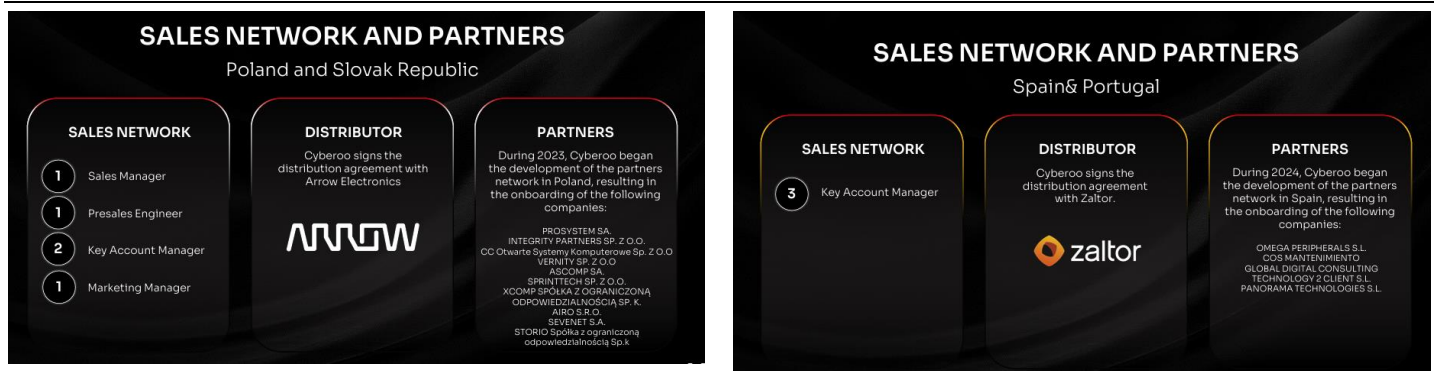 SALES NETWORK AND PARTNERS
Poland and Slovak Republic
SALES NETWORK
1 Sales Manager
1 Presales Engineer
2 Key Account Manager
1 Marketing Manager
DISTRIBUTOR
Cyberoo signs the
distribution agreement with
Arrow Electronics
ARROW
PARTNERS
During 2023, Cyberoo began
the development of the partners
network in Poland, resulting in
the onboarding of the following
companies:
PROSYSTEM SA.
INTEGRITY PARTNERS SP. Z O.O.
CC Otwarte Systemy Komputerowe Sp. Z O.O
VERNITY SP. Z O.O
ASCOMP SA.
SPRINTTECH SP. Z O.O.
XCOMP SPÓŁKA Z OGRANICZONĄ
ODPOWIEDZIALNOŚCIĄ SP. K.
AIRO S.R.O.
SEVENET S.A.
STORIO Spółka z ograniczoną
odpowiedzialnością Sp.k
SALES NETWORK AND PARTNERS
Spain& Portugal
SALES NETWORK
3 Key Account Manager
DISTRIBUTOR
Cyberoo signs the
distribution agreement
with Zaltor.
zaltor
PARTNERS
During 2024, Cyberoo began
the development of the partners
network in Spain, resulting in
the onboarding of the following
companies:
OMEGA PERIPHERALS S.L.
COS MANTENIMIENTO
GLOBAL DIGITAL CONSULTING
TECHNOLOGY 2 CLIENT S.L.
PANORAMA TECHNOLOGIES S.L.